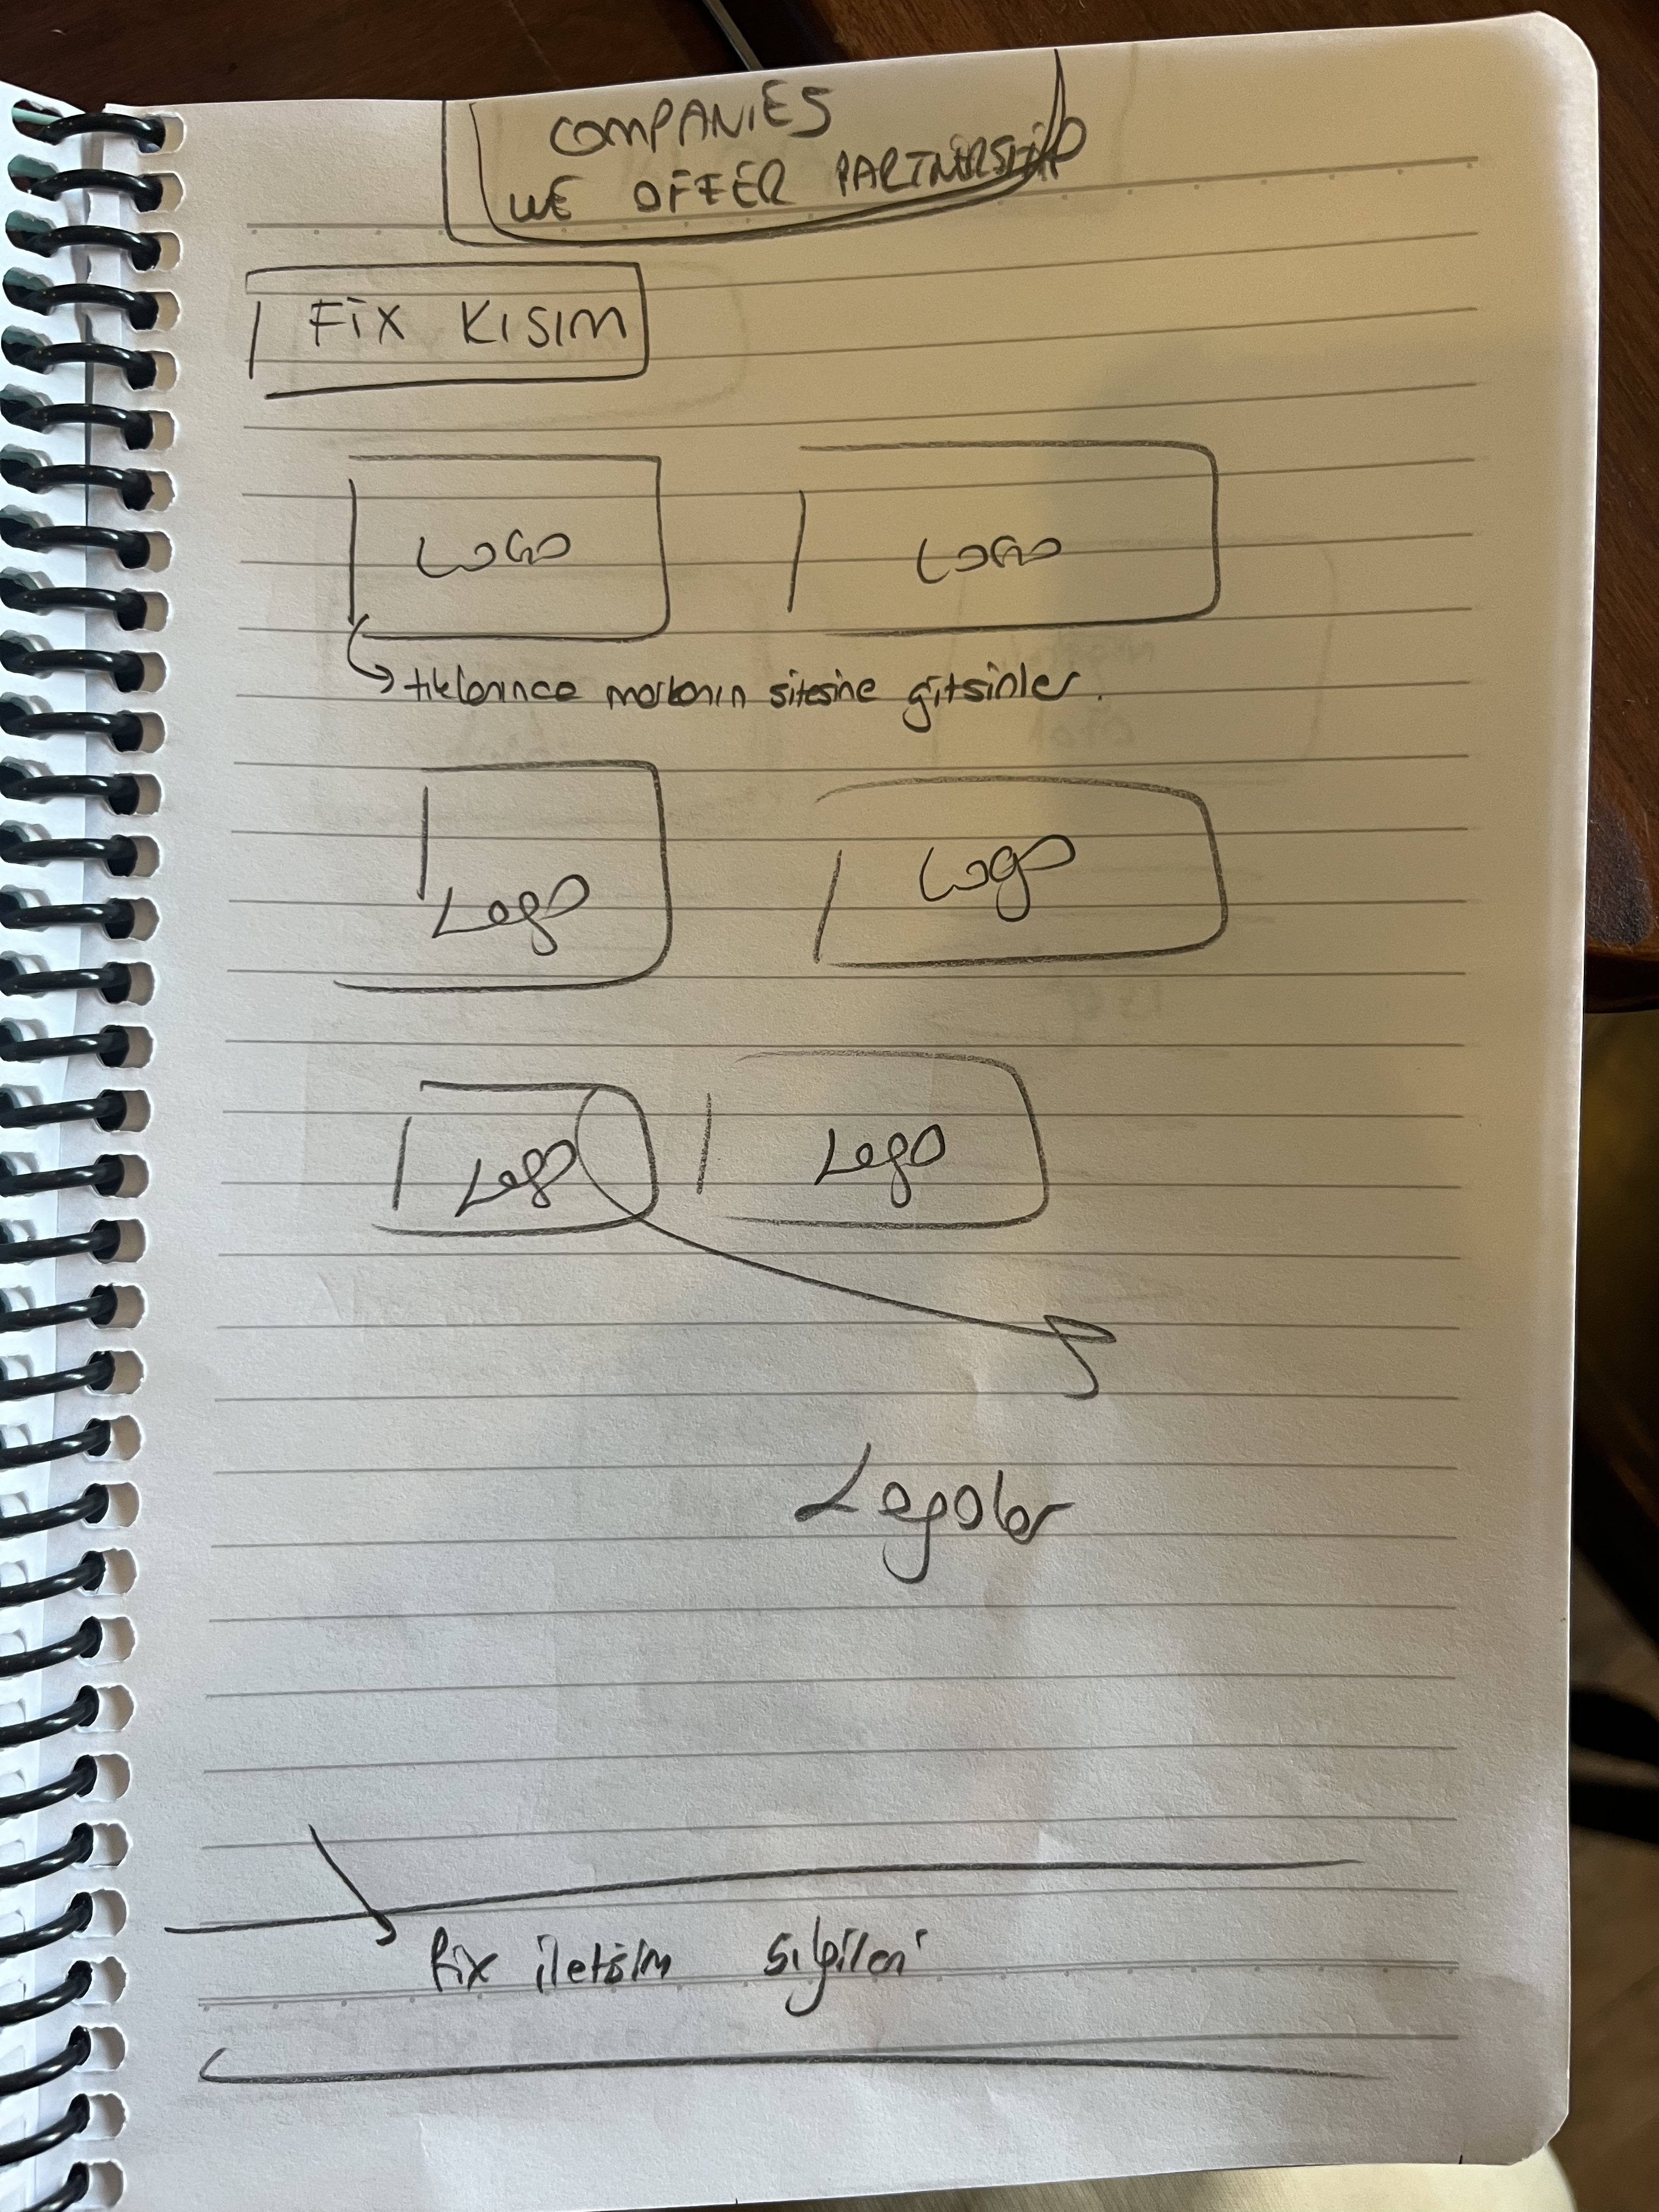 COMPANIES
WE OFFER PARTNERSHIP
FİX KISIM
LOGO LOGO
tıklanınca markanın sitesine gitsinler.
Logo Logo
Logo Logo
Logolar
fix iletişim bilgileri